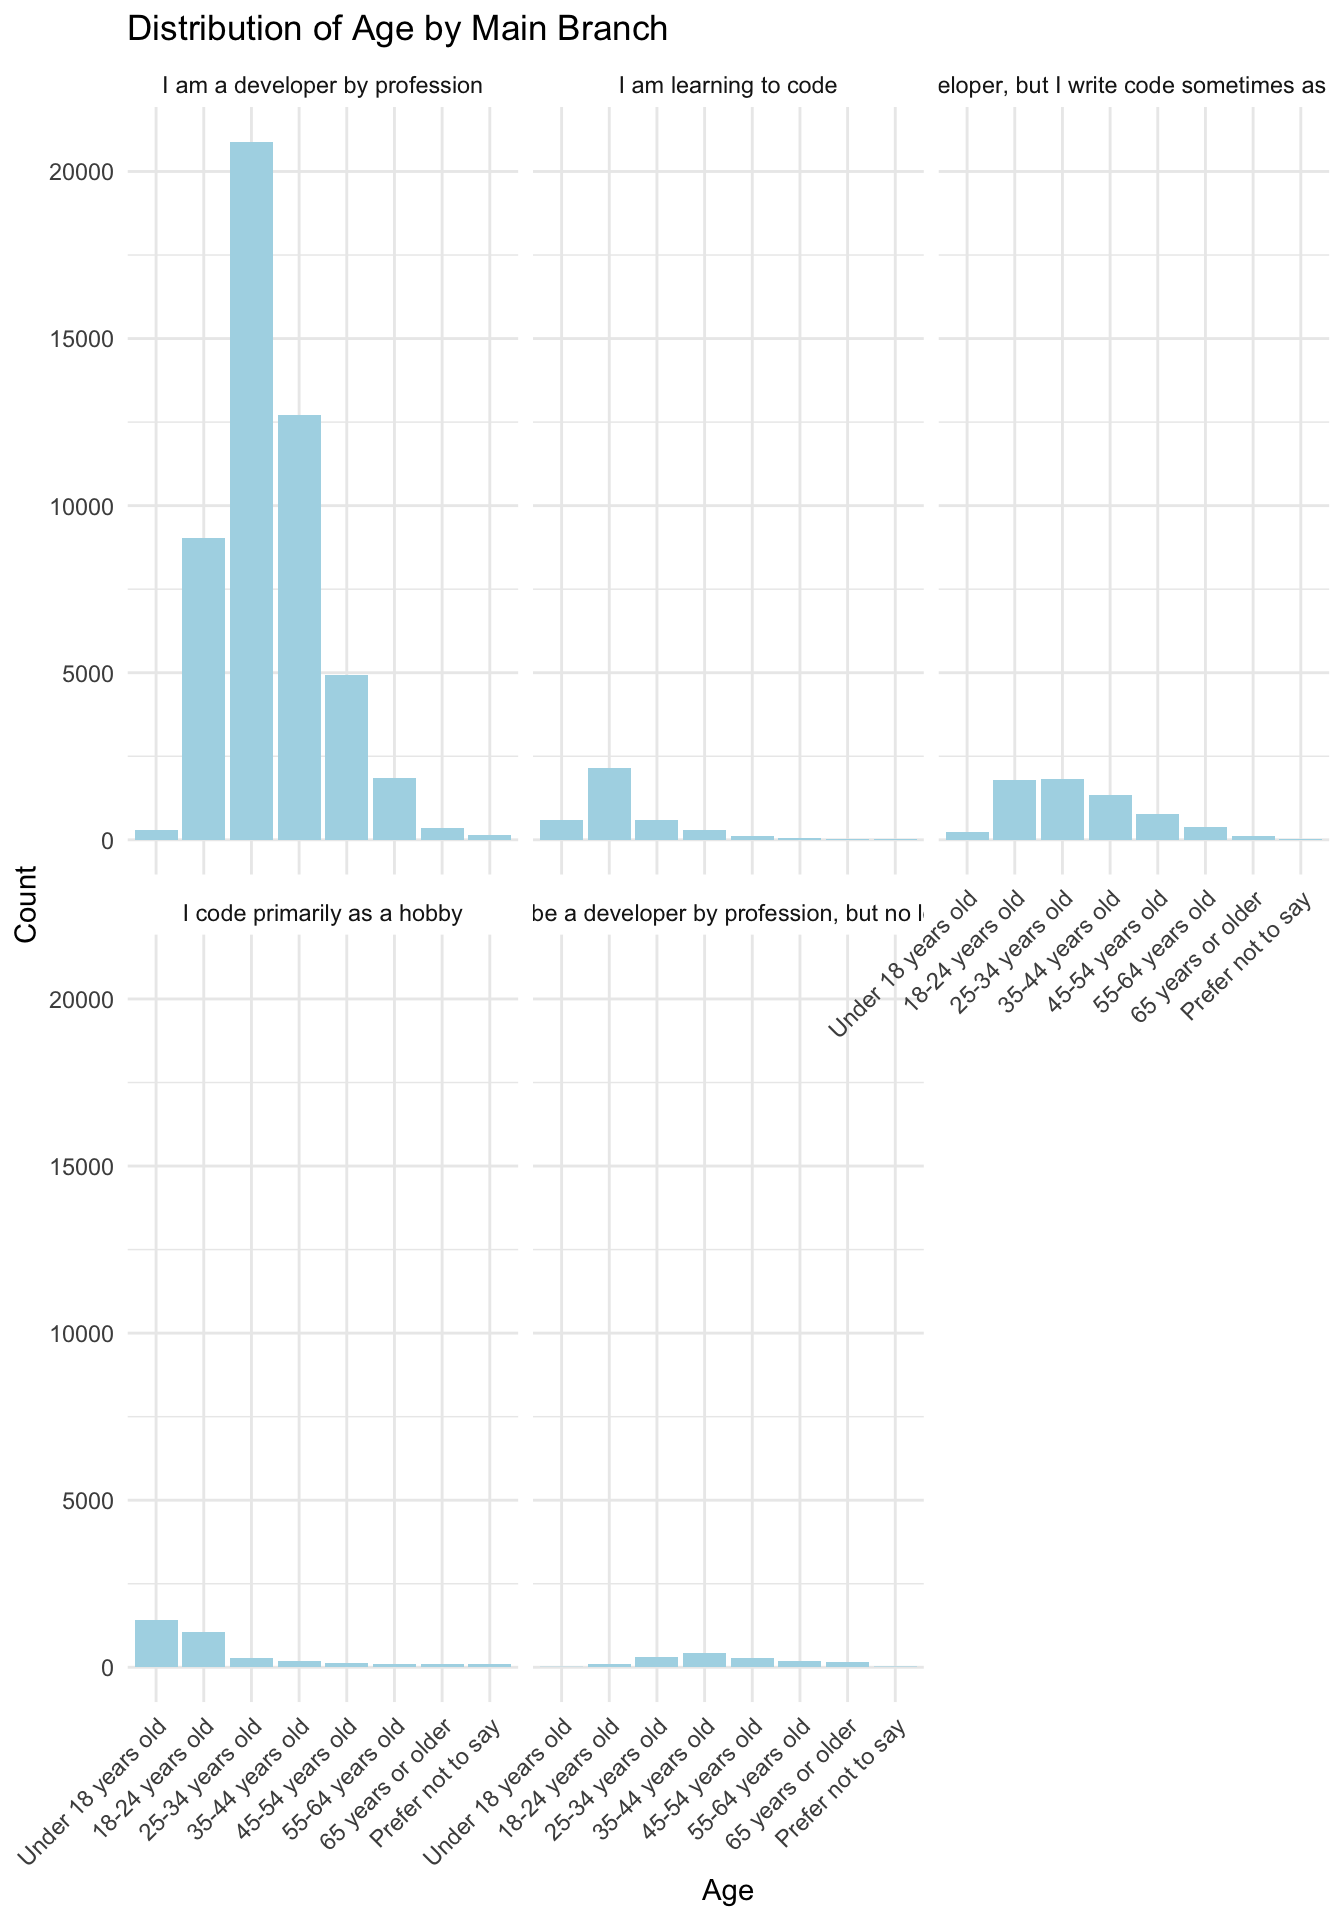 Distribution of Age by Main Branch
I am a developer by profession
I am learning to code
eloper, but I write code sometimes as
20000
15000
10000
5000
0
Under 18 years old
18-24 years old
25-34 years old
35-44 years old
45-54 years old
55-64 years old
65 years or older
Prefer not to say
Count
I code primarily as a hobby
be a developer by profession, but no l
20000
15000
10000
5000
0
Under 18 years old
18-24 years old
25-34 years old
35-44 years old
45-54 years old
55-64 years old
65 years or older
Prefer not to say
Under 18 years old
18-24 years old
25-34 years old
35-44 years old
45-54 years old
55-64 years old
65 years or older
Prefer not to say
Age